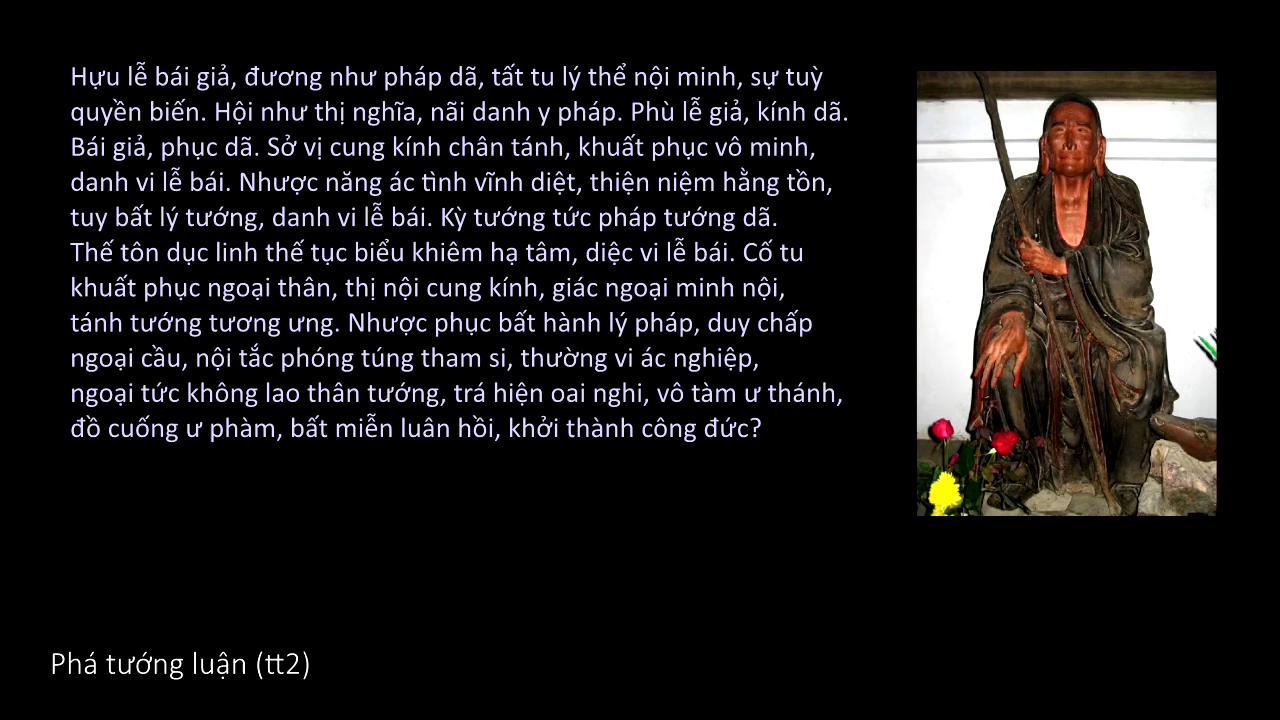 Hựu lễ bái giả, đương như pháp dã, tất tu lý thể nội minh, sự tuỳ
quyền biến. Hội như thị nghĩa, nãi danh y pháp. Phù lễ giả, kính dã.
Bái giả, phục dã. Sở vị cung kính chân tánh, khuất phục vô minh,
danh vi lễ bái. Nhược năng ác tình vĩnh diệt, thiện niệm hằng tồn,
tuy bất lý tướng, danh vi lễ bái. Kỳ tướng tức pháp tướng dã.
Thế tôn dục linh thế tục biểu khiêm hạ tâm, diệc vi lễ bái. Cố tu
khuất phục ngoại thân, thị nội cung kính, giác ngoại minh nội,
tánh tướng tương ưng. Nhược phục bất hành lý pháp, duy chấp
ngoại cầu, nội tắc phóng túng tham si, thường vi ác nghiệp,
ngoại tức không lao thân tướng, trá hiện oai nghi, vô tàm ư thánh,
đồ cuống ư phàm, bất miễn luân hồi, khởi thành công đức?
Phá tướng luận (tt2)